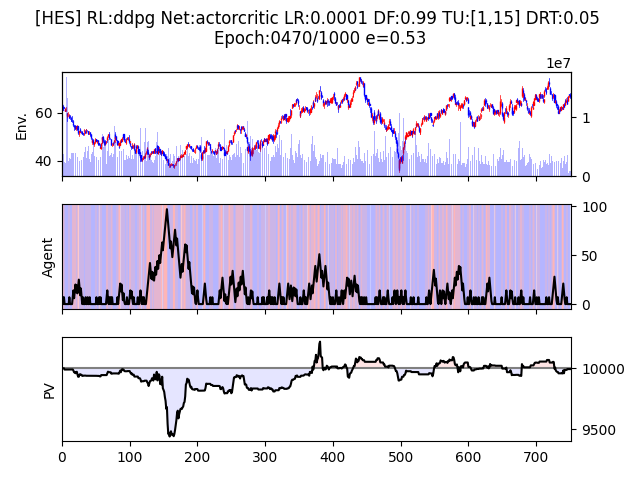 [HES] RL:ddpg Net:actorcritic LR:0.0001 DF:0.99 TU:[1,15] DRT:0.05
Epoch:0470/1000 e=0.53
1e7
Env.
60
40
1
0
Agent
100
50
0
PV
10000
9500
0 100 200 300 400 500 600 700